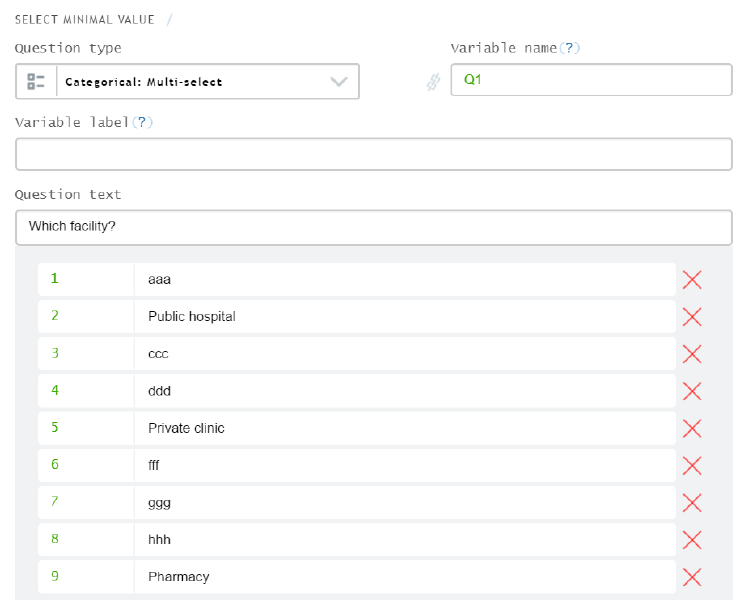 SELECT MINIMAL VALUE /
Question type
Variable name(?)
Categorical: Multi-select
Q1
Variable label(?)
Question text
Which facility?
1 aaa
2 Public hospital
3 ccc
4 ddd
5 Private clinic
6 fff
7 ggg
8 hhh
9 Pharmacy